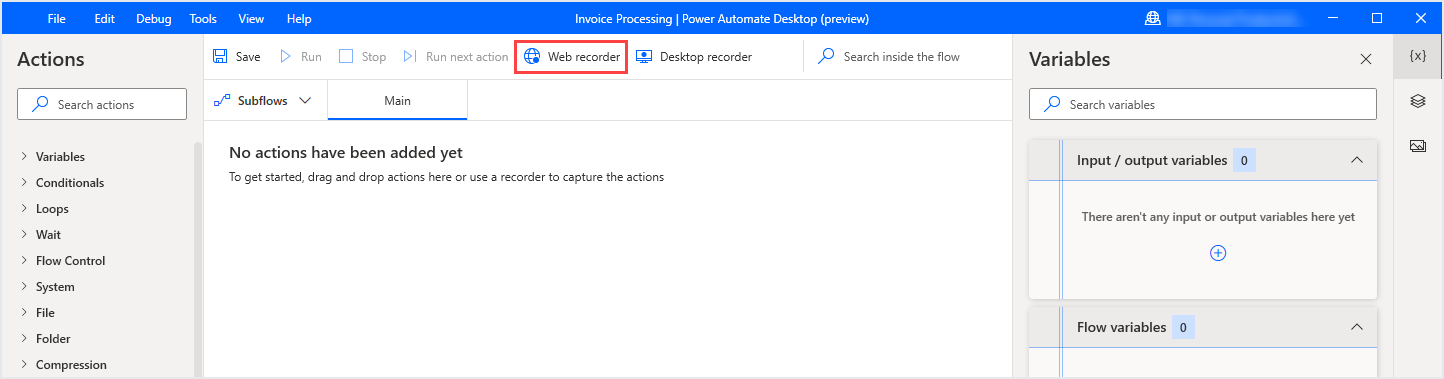 File Edit Debug Tools View Help Invoice Processing | Power Automate Desktop (preview)
Actions
Search actions
Variables
Conditionals
Loops
Wait
Flow Control
System
File
Folder
Compression
Save Run Stop Run next action Web recorder Desktop recorder Search inside the flow
Subflows Main
No actions have been added yet
To get started, drag and drop actions here or use a recorder to capture the actions
Variables
{x}
Search variables
Input / output variables 0
There aren't any input or output variables here yet
Flow variables 0